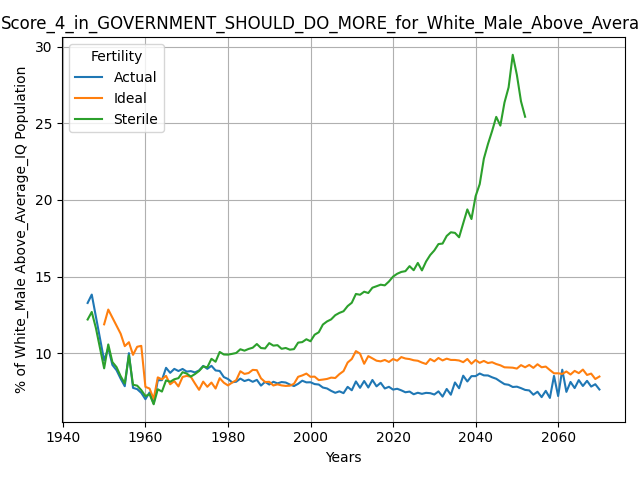 Score_4_in_GOVERNMENT_SHOULD_DO_MORE_for_White_Male_Above_Avera
Fertility
Actual
Ideal
Sterile
% of White_Male Above_Average_IQ Population
30
25
20
15
10
1940 1960 1980 2000 2020 2040 2060
Years